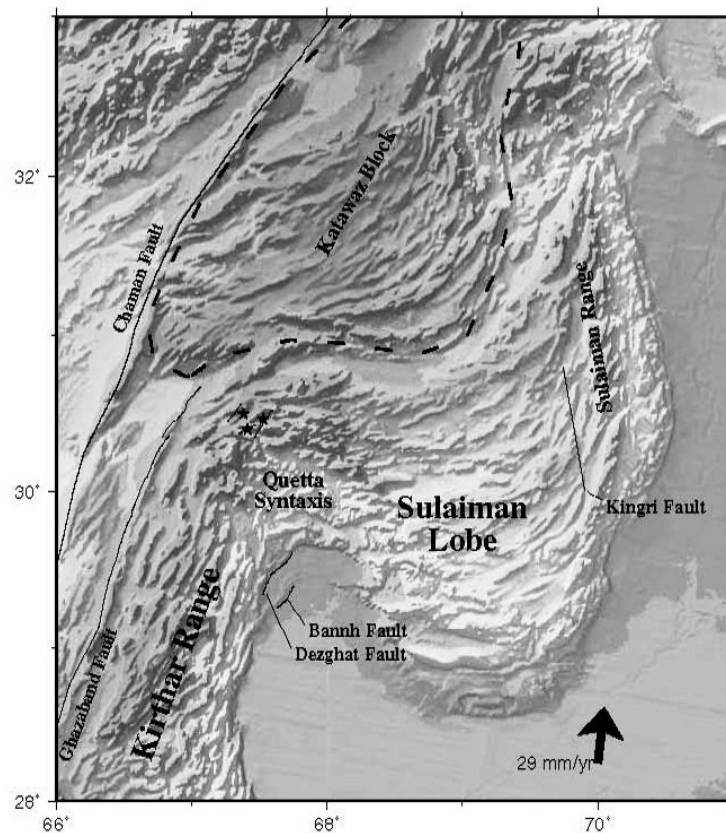 32°
Katawaz Block
Chaman Fault
Sulaiman Range
30°
Quetta
Syntaxis
Sulaiman
Lobe
Kingri Fault
Kirthar Range
Ghazaband Fault
Bannh Fault
Dezghat Fault
29 mm/yr
28°
66°
68°
70°